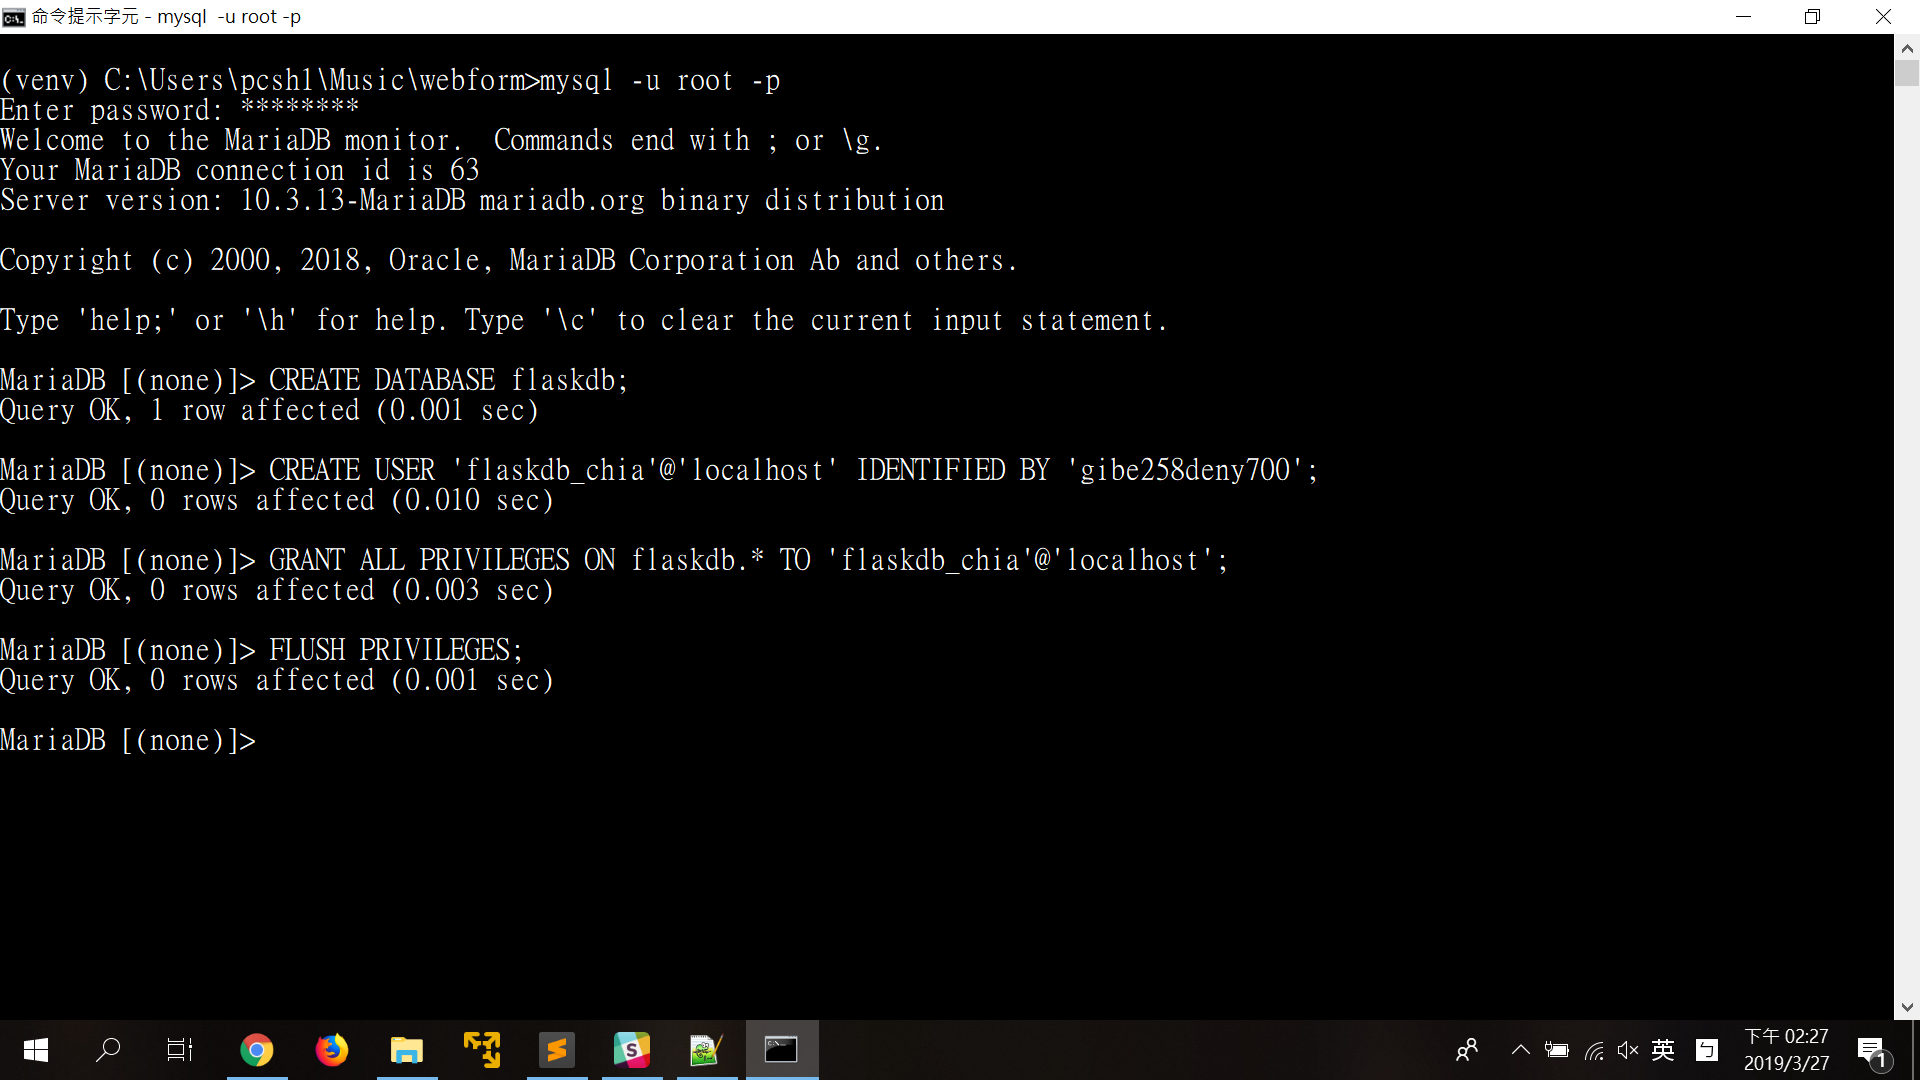 命令提示字元 - mysql  -u root -p
(venv) C:\Users\pcsh1\Music\webform>mysql -u root -p
Enter password: ********
Welcome to the MariaDB monitor.  Commands end with ; or \g.
Your MariaDB connection id is 63
Server version: 10.3.13-MariaDB mariadb.org binary distribution
Copyright (c) 2000, 2018, Oracle, MariaDB Corporation Ab and others.
Type 'help;' or '\h' for help. Type '\c' to clear the current input statement.
MariaDB [(none)]> CREATE DATABASE flaskdb;
Query OK, 1 row affected (0.001 sec)
MariaDB [(none)]> CREATE USER 'flaskdb_chia'@'localhost' IDENTIFIED BY 'gibe258deny700';
Query OK, 0 rows affected (0.010 sec)
MariaDB [(none)]> GRANT ALL PRIVILEGES ON flaskdb.* TO 'flaskdb_chia'@'localhost';
Query OK, 0 rows affected (0.003 sec)
MariaDB [(none)]> FLUSH PRIVILEGES;
Query OK, 0 rows affected (0.001 sec)
MariaDB [(none)]>
英
ㄅ
下午 02:27
2019/3/27
1